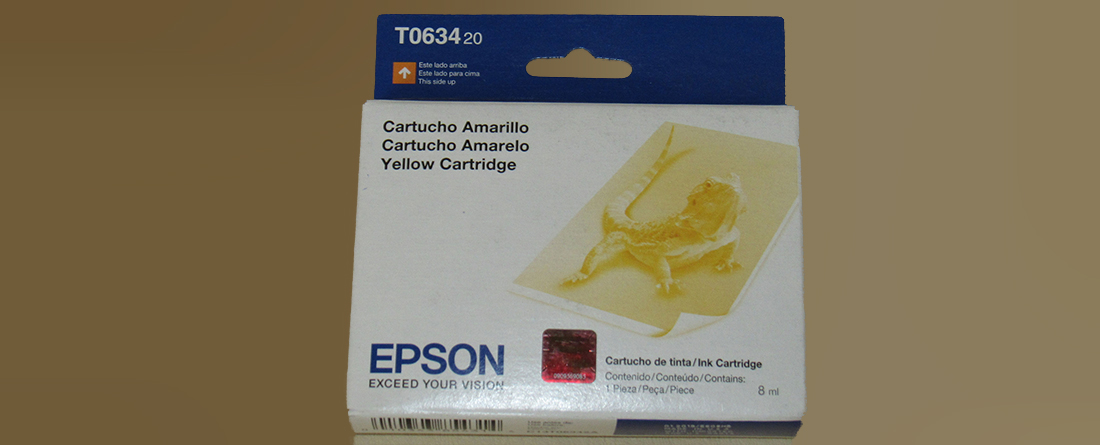 T0634 20
Este lado arriba
Este lado para cima
This side up
Cartucho Amarillo
Cartucho Amarelo
Yellow Cartridge
EPSON
EXCEED YOUR VISION
Cartucho de tinta/Ink Cartridge
Contenido/Conteúdo/Contains:
1 Pieza/Peça/Piece
8 ml